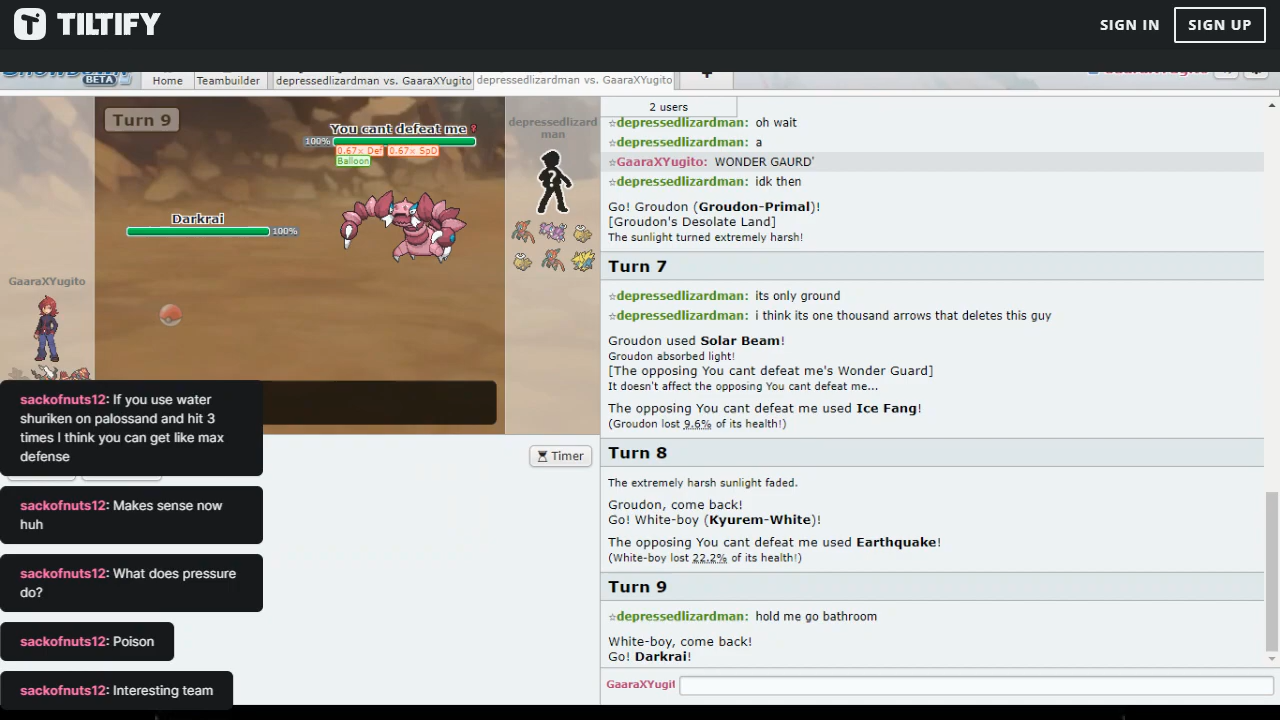 TILTIFY
SIGN IN
SIGN UP
BETA
Home
Teambuilder
depressedlizardman vs. GaaraXYugito
depressedlizardman vs. GaaraXYugito
+
Turn 9
You cant defeat me
100%
0.67× Def 0.67× SpD
Balloon
Darkrai
100%
depressedlizard
man
GaaraXYugito
Timer
sackofnuts12: If you use water
shuriken on palossand and hit 3
times I think you can get like max
defense
sackofnuts12: Makes sense now
huh
sackofnuts12: What does pressure
do?
sackofnuts12: Poison
sackofnuts12: Interesting team
2 users
☆depressedlizardman: oh wait
☆depressedlizardman: a
☆GaaraXYugito: WONDER GAURD'
☆depressedlizardman: idk then
Go! Groudon (Groudon-Primal)!
[Groudon's Desolate Land]
The sunlight turned extremely harsh!
Turn 7
☆depressedlizardman: its only ground
☆depressedlizardman: i think its one thousand arrows that deletes this guy
Groudon used Solar Beam!
Groudon absorbed light!
[The opposing You cant defeat me's Wonder Guard]
It doesn't affect the opposing You cant defeat me...
The opposing You cant defeat me used Ice Fang!
(Groudon lost 9.6% of its health!)
Turn 8
The extremely harsh sunlight faded.
Groudon, come back!
Go! White-boy (Kyurem-White)!
The opposing You cant defeat me used Earthquake!
(White-boy lost 22.2% of its health!)
Turn 9
☆depressedlizardman: hold me go bathroom
White-boy, come back!
Go! Darkrai!
GaaraXYugit